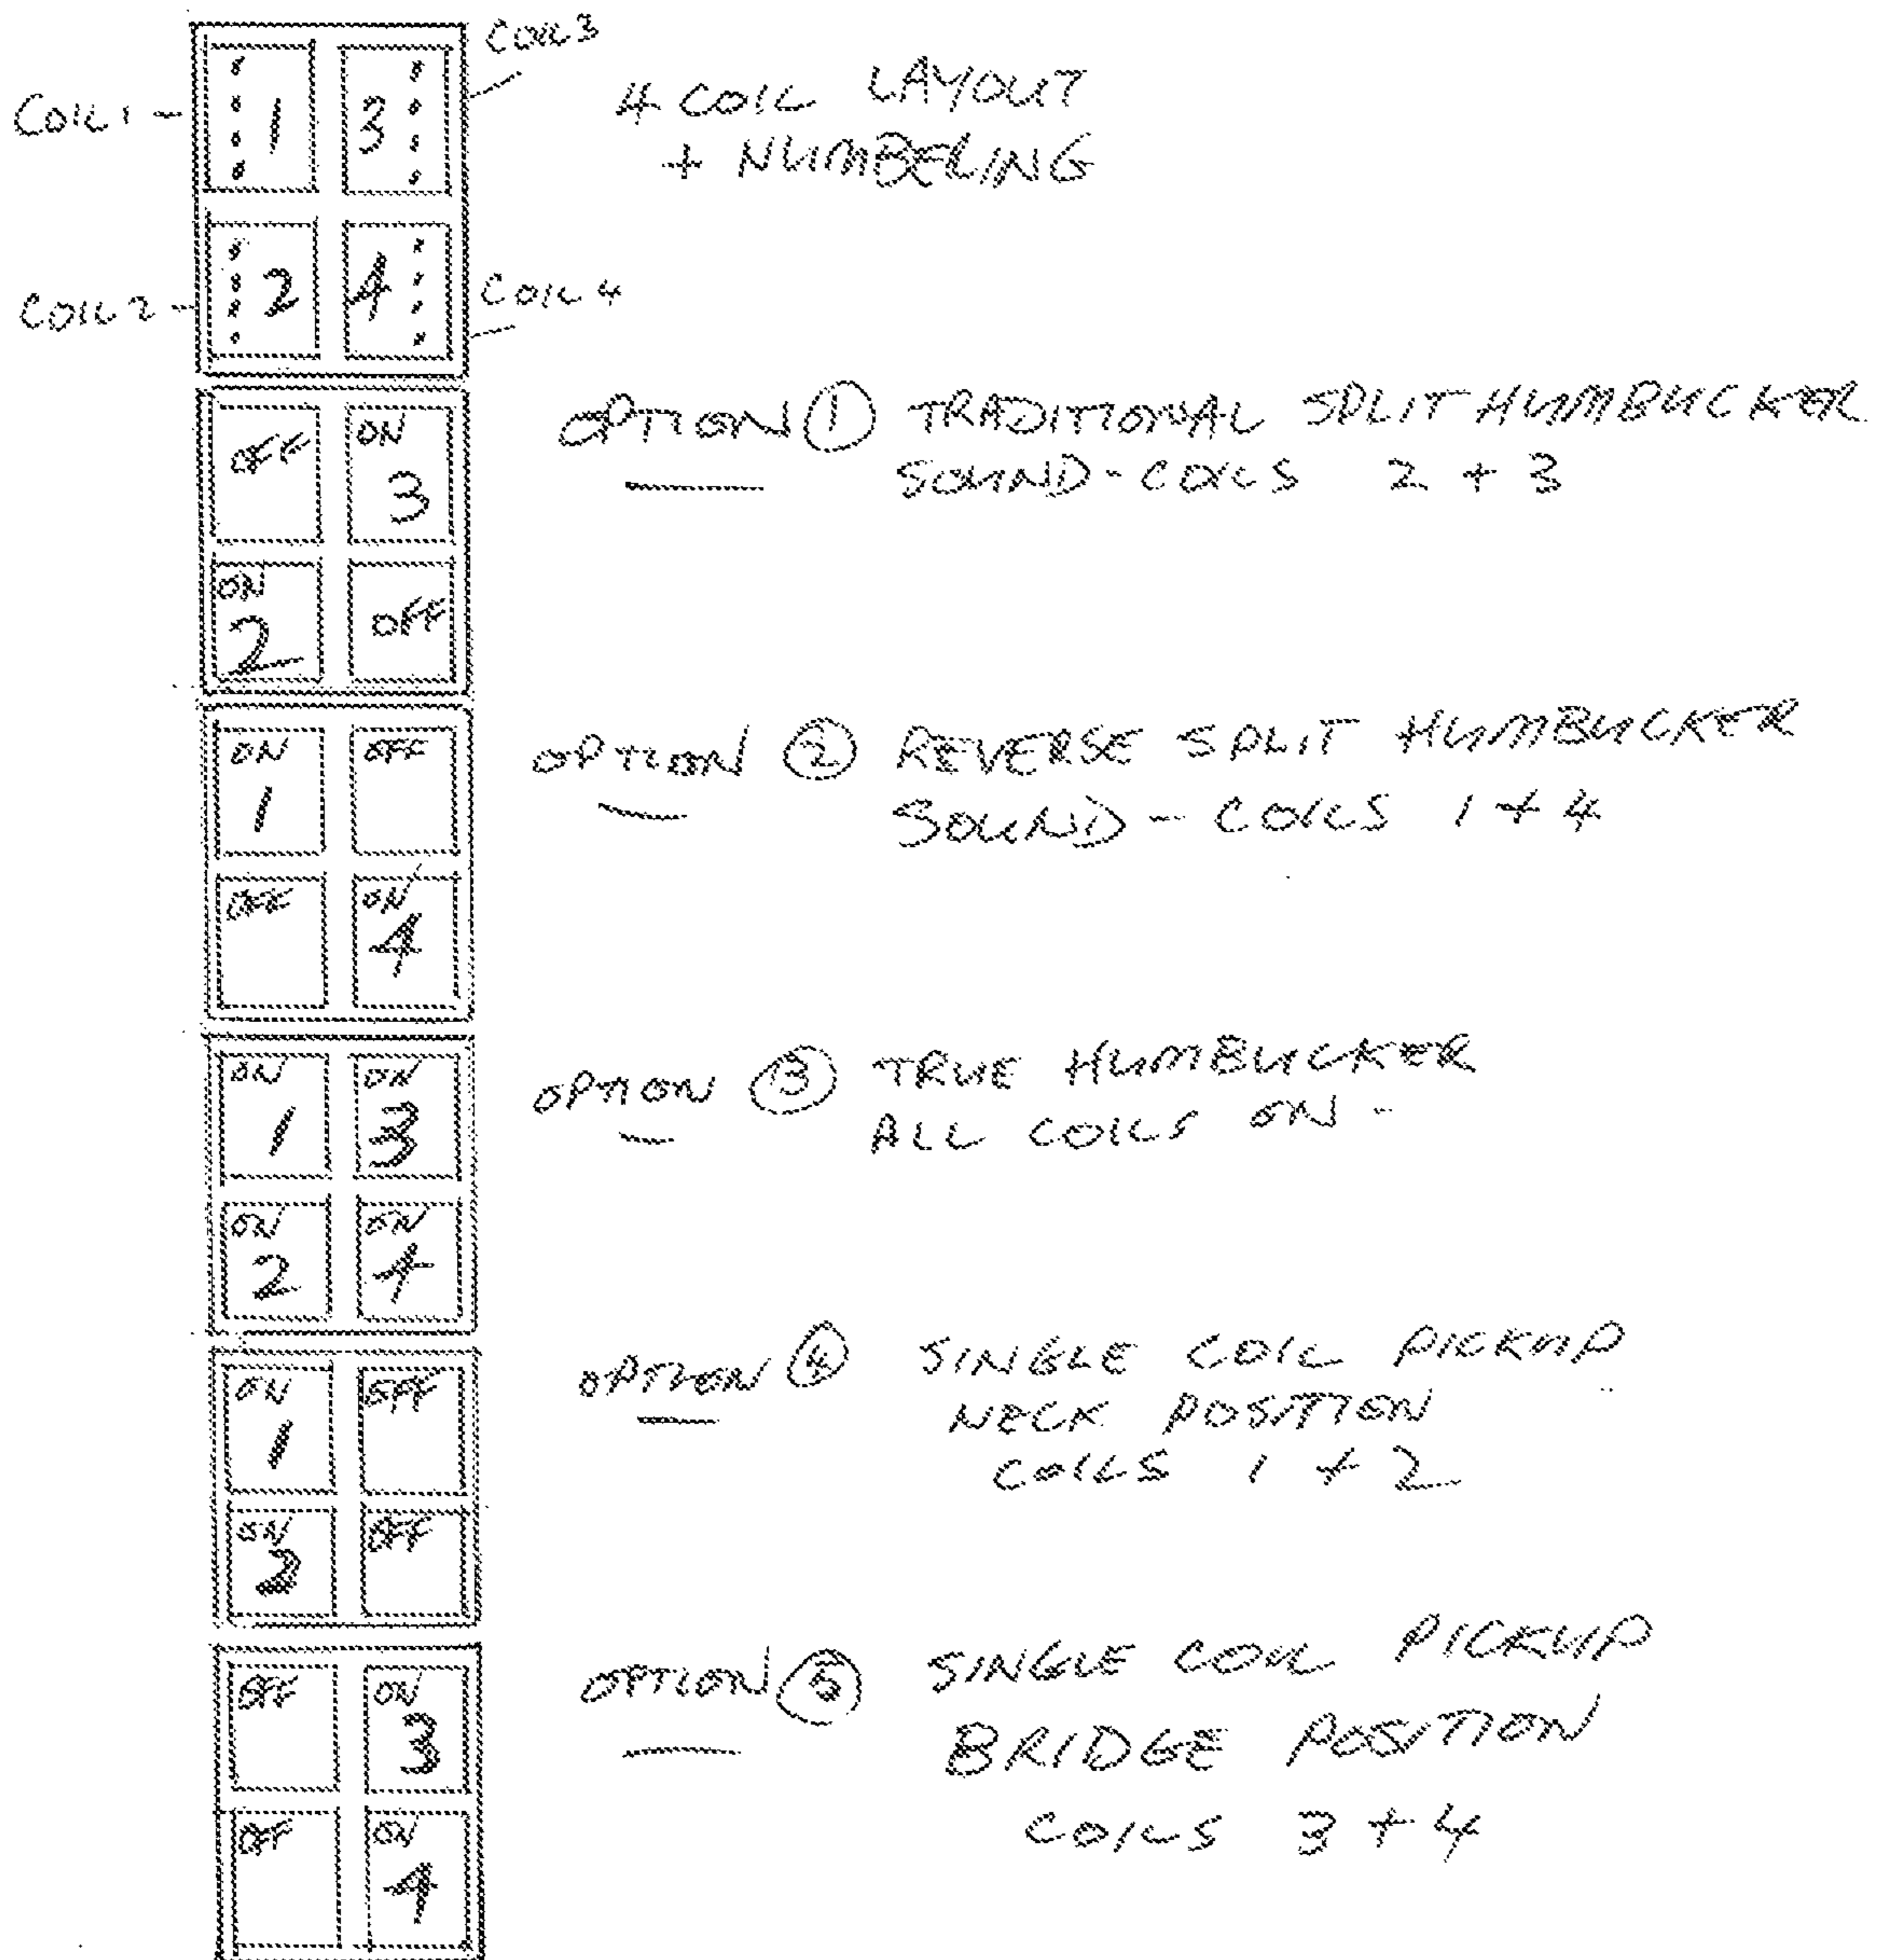 COIL 3
COIL 1
1 3
4 COIL LAYOUT
+ NUMBERING
COIL 2
2 4
COIL 4
OFF ON
3
ON OFF
2
OPTION 1 TRADITIONAL SPLIT HUMBUCKER
SOUND - COILS 2 + 3
ON OFF
1
OFF ON
4
OPTION 2 REVERSE SPLIT HUMBUCKER
SOUND - COILS 1 + 4
ON ON
1 3
ON ON
2 4
OPTION 3 TRUE HUMBUCKER
ALL COILS ON -
ON OFF
1
ON OFF
2
OPTION 4 SINGLE COIL PICKUP
NECK POSITION
COILS 1 + 2
OFF ON
3
OFF ON
4
OPTION 5 SINGLE COIL PICKUP
BRIDGE POSITION
COILS 3 + 4